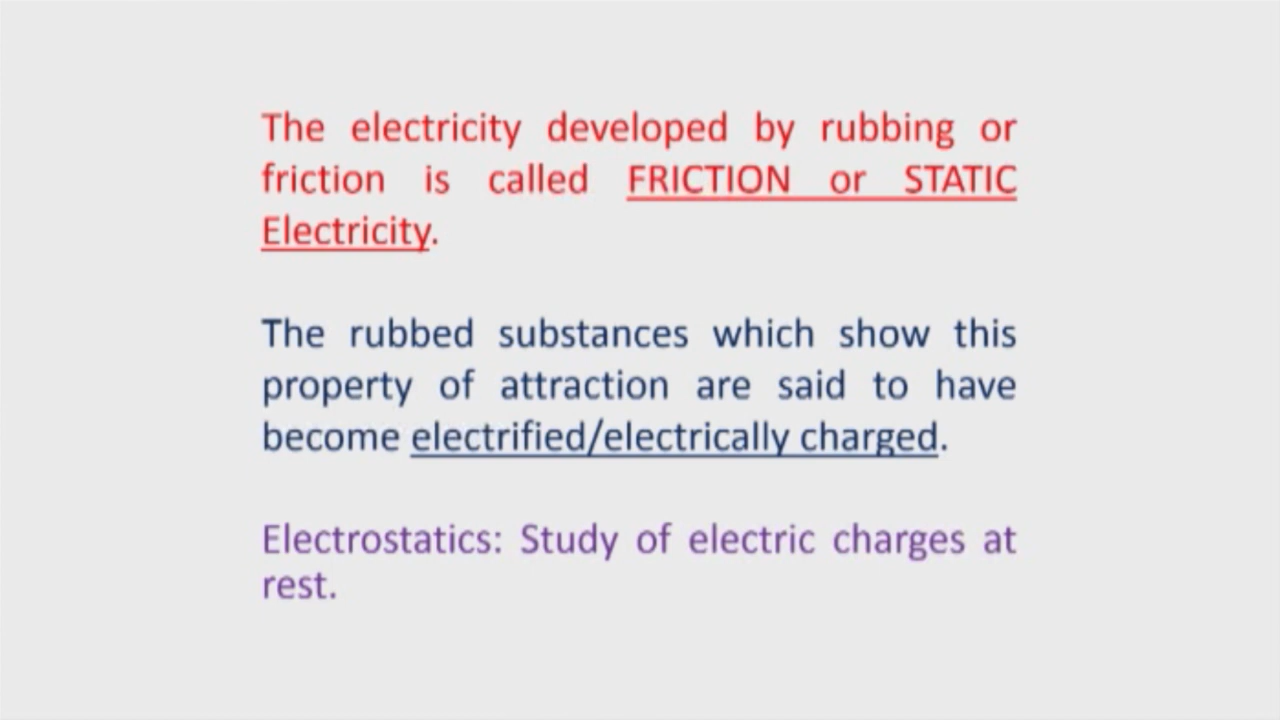 The electricity developed by rubbing or
friction is called FRICTION or STATIC
Electricity.
The rubbed substances which show this
property of attraction are said to have
become electrified/electrically charged.
Electrostatics: Study of electric charges at
rest.